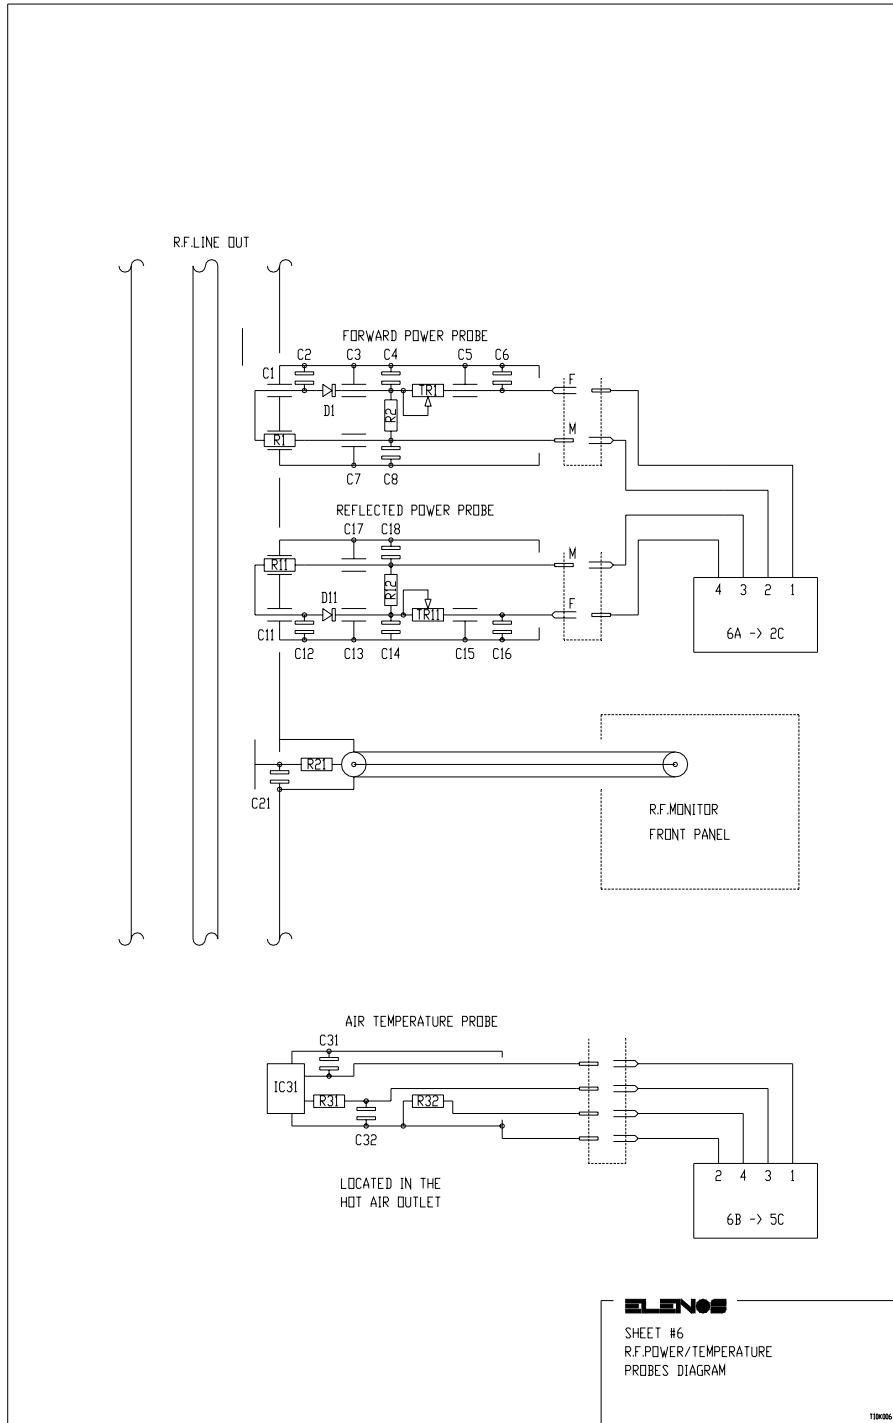 R.F.LINE OUT
FORWARD POWER PROBE
C2 C3 C4 C5 C6
C1
F
TR1
D1
R2
M
R1
C7 C8
REFLECTED POWER PROBE
C17 C18
M
R11
R12
D11
F
TR11
4 3 2 1
C11
6A -> 2C
C12 C13 C14 C15 C16
R21
C21
R.F.MONITOR
FRONT PANEL
AIR TEMPERATURE PROBE
C31
IC31
R31 R32
C32
2 4 3 1
LOCATED IN THE
HOT AIR OUTLET
6B -> 5C
ELENOS
SHEET #6
R.F.POWER/TEMPERATURE
PROBES DIAGRAM
T10K006